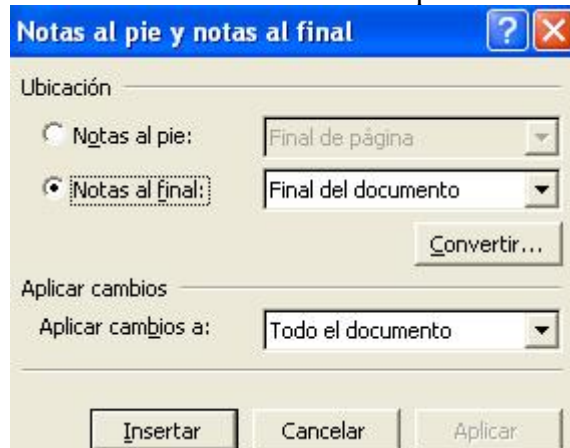 Notas al pie y notas al final
Ubicación
Notas al pie: Final de página
Notas al final: Final del documento
Convertir...
Aplicar cambios
Aplicar cambios a: Todo el documento
Insertar Cancelar Aplicar